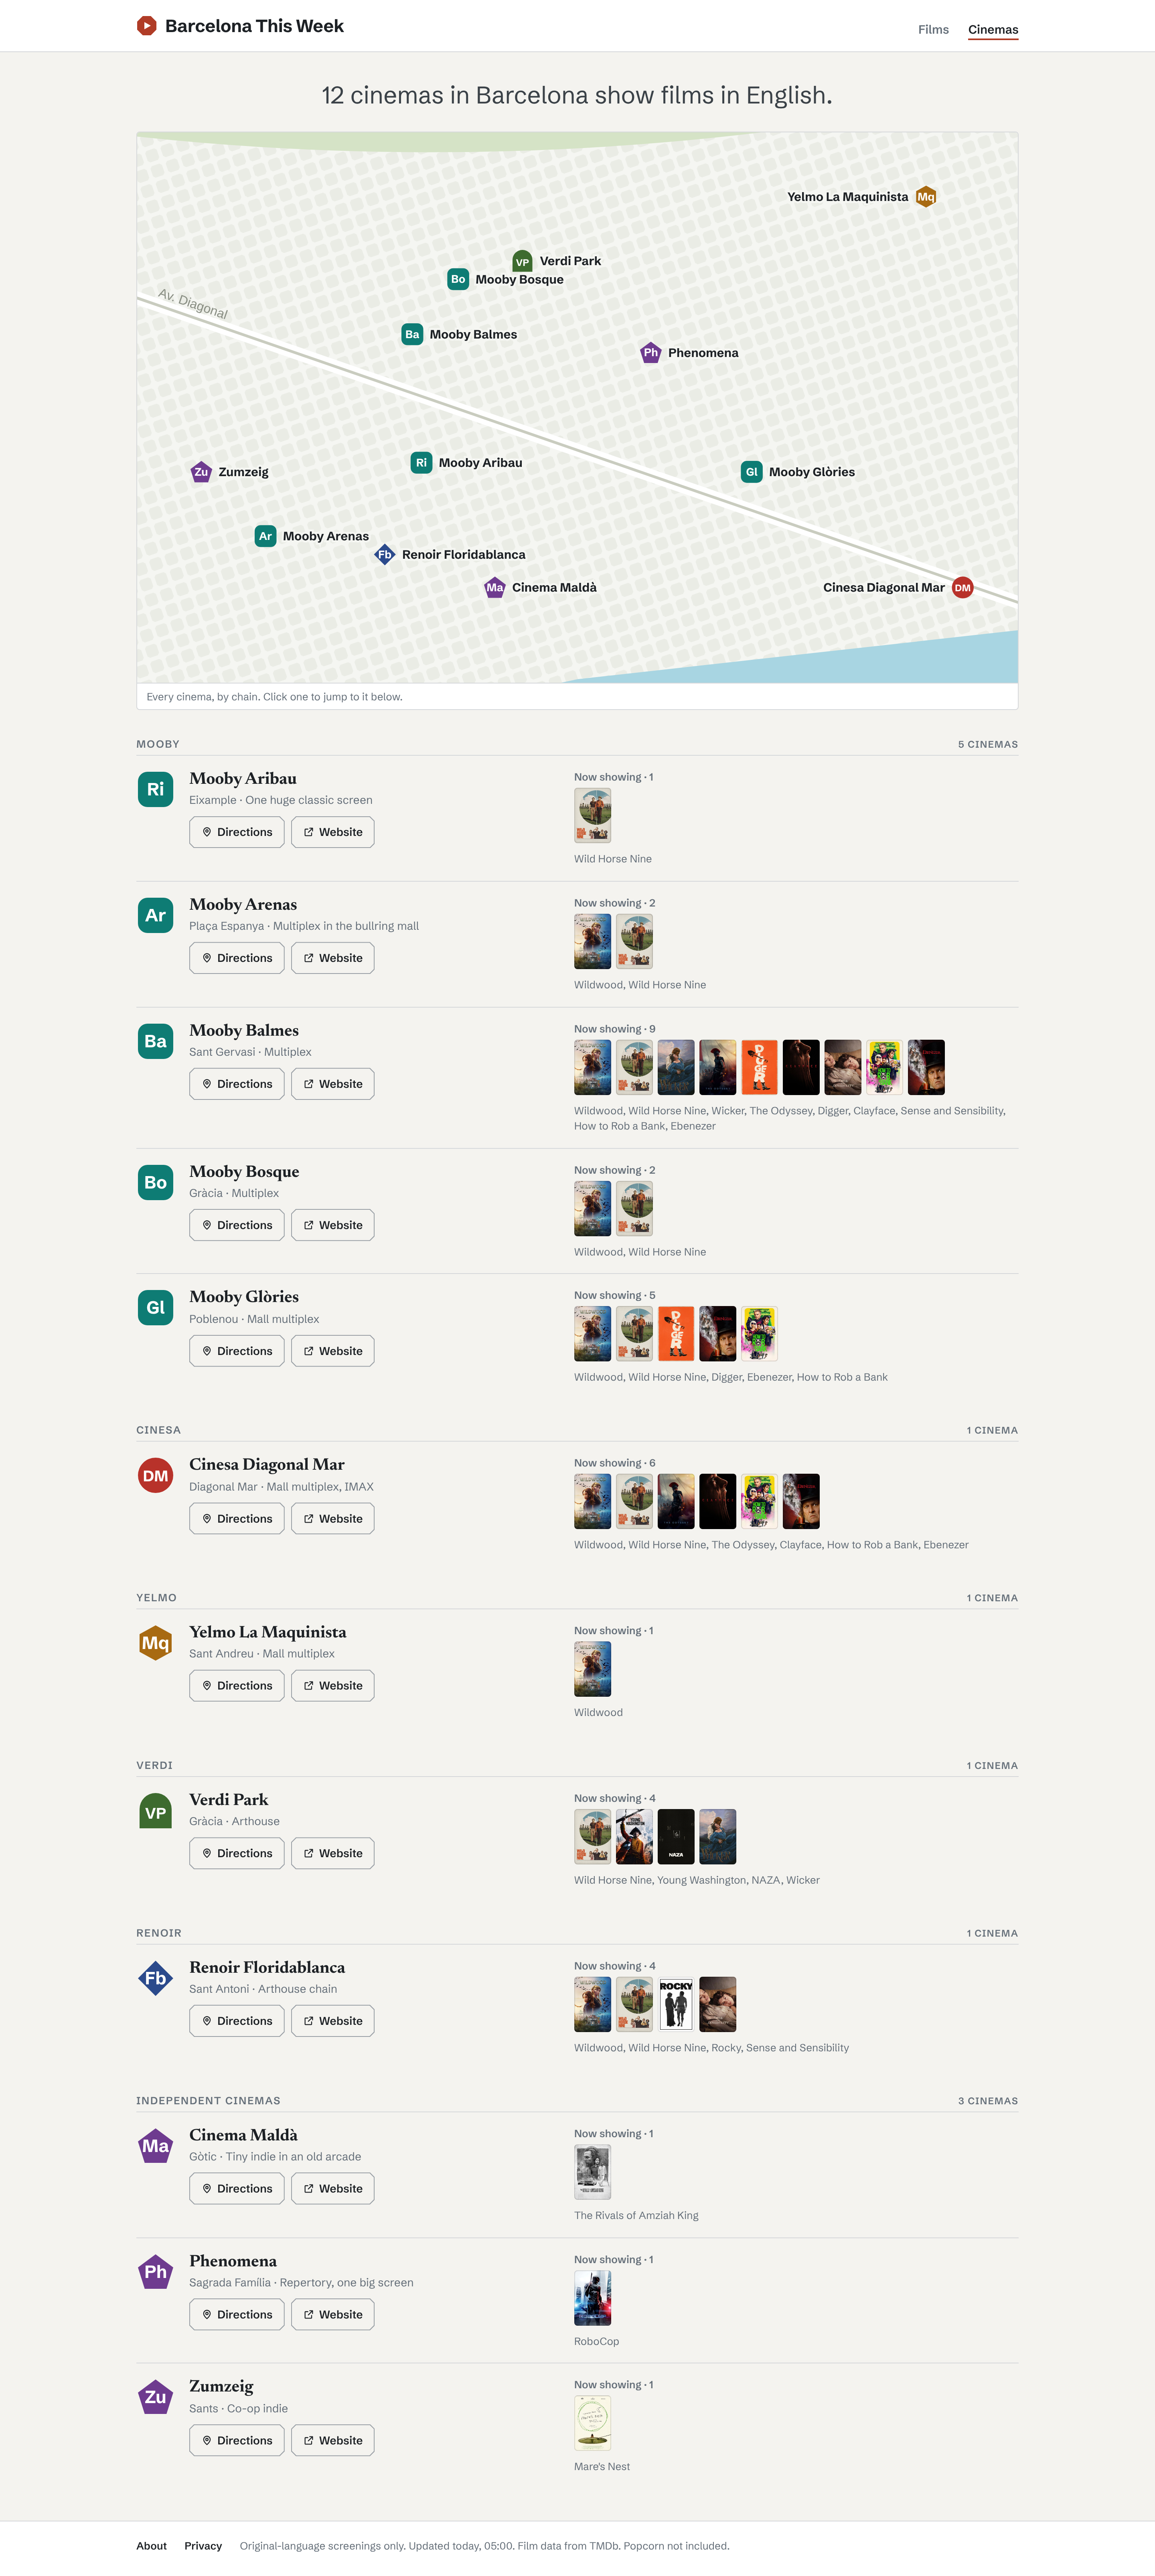 Barcelona This Week
Films
Cinemas
12 cinemas in Barcelona show films in English.
Yelmo La Maquinista
Mq
VP
Verdi Park
Bo
Mooby Bosque
Av. Diagonal
Ba
Mooby Balmes
Ph
Phenomena
Ri
Mooby Aribau
Zu
Zumzeig
Gl
Mooby Glòries
Ar
Mooby Arenas
Fb
Renoir Floridablanca
Ma
Cinema Maldà
Cinesa Diagonal Mar
DM
Every cinema, by chain. Click one to jump to it below.
MOOBY
5 CINEMAS
Ri
Mooby Aribau
Eixample · One huge classic screen
Directions
Website
Now showing · 1
Wild Horse Nine
Ar
Mooby Arenas
Plaça Espanya · Multiplex in the bullring mall
Directions
Website
Now showing · 2
Wildwood, Wild Horse Nine
Ba
Mooby Balmes
Sant Gervasi · Multiplex
Directions
Website
Now showing · 9
DIGGER
Wildwood, Wild Horse Nine, Wicker, The Odyssey, Digger, Clayface, Sense and Sensibility,
How to Rob a Bank, Ebenezer
Bo
Mooby Bosque
Gràcia · Multiplex
Directions
Website
Now showing · 2
Wildwood, Wild Horse Nine
Gl
Mooby Glòries
Poblenou · Mall multiplex
Directions
Website
Now showing · 5
DIGGER
Wildwood, Wild Horse Nine, Digger, Ebenezer, How to Rob a Bank
CINESA
1 CINEMA
DM
Cinesa Diagonal Mar
Diagonal Mar · Mall multiplex, IMAX
Directions
Website
Now showing · 6
Wildwood, Wild Horse Nine, The Odyssey, Clayface, How to Rob a Bank, Ebenezer
YELMO
1 CINEMA
Mq
Yelmo La Maquinista
Sant Andreu · Mall multiplex
Directions
Website
Now showing · 1
Wildwood
VERDI
1 CINEMA
VP
Verdi Park
Gràcia · Arthouse
Directions
Website
Now showing · 4
NAZA
Wild Horse Nine, Young Washington, NAZA, Wicker
RENOIR
1 CINEMA
Fb
Renoir Floridablanca
Sant Antoni · Arthouse chain
Directions
Website
Now showing · 4
ROCKY
Wildwood, Wild Horse Nine, Rocky, Sense and Sensibility
INDEPENDENT CINEMAS
3 CINEMAS
Ma
Cinema Maldà
Gòtic · Tiny indie in an old arcade
Directions
Website
Now showing · 1
The Rivals of Amziah King
Ph
Phenomena
Sagrada Família · Repertory, one big screen
Directions
Website
Now showing · 1
RoboCop
Zu
Zumzeig
Sants · Co-op indie
Directions
Website
Now showing · 1
Mare's Nest
About
Privacy
Original-language screenings only. Updated today, 05:00. Film data from TMDb. Popcorn not included.